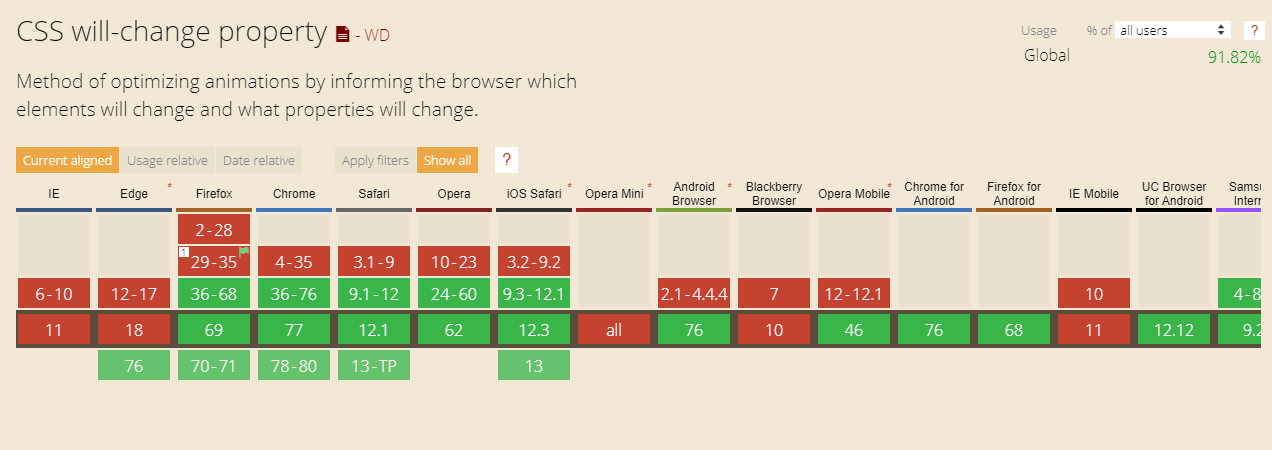 CSS will-change property - WD
Usage % of all users ?
Global 91.82%
Method of optimizing animations by informing the browser which
elements will change and what properties will change.
Current aligned Usage relative Date relative Apply filters Show all ?
IE Edge * Firefox Chrome Safari Opera iOS Safari * Opera Mini * Android Browser * Blackberry Browser Opera Mobile * Chrome for Android Firefox for Android IE Mobile UC Browser for Android Samsu Intern
2-28
1 29-35 4-35 3.1-9 10-23 3.2-9.2
6-10 12-17 36-68 36-76 9.1-12 24-60 9.3-12.1 2.1-4.4.4 7 12-12.1 10 4-8
11 18 69 77 12.1 62 12.3 all 76 10 46 76 68 11 12.12 9.2
76 70-71 78-80 13-TP 13